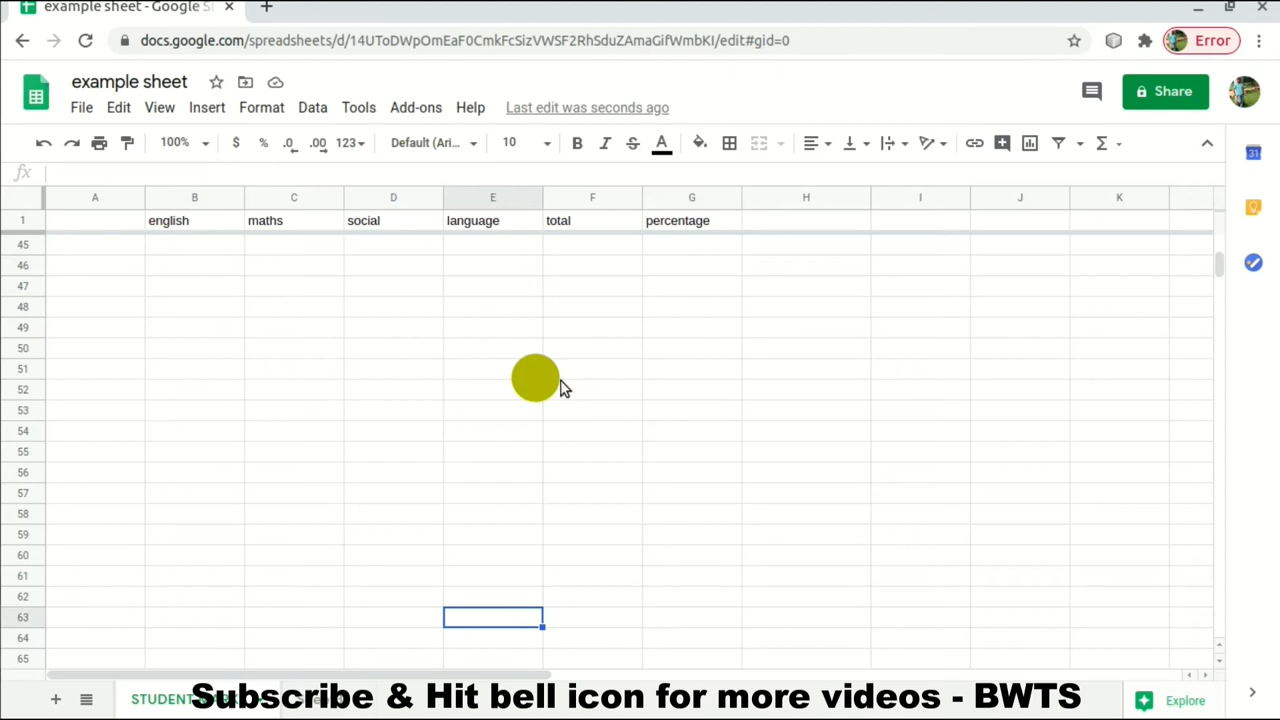 example sheet - Google S
docs.google.com/spreadsheets/d/14UToDWpOmEaF0CmkFcSizVWSF2RhSduZAmaGifWmbKI/edit#gid=0
Error
example sheet
File Edit View Insert Format Data Tools Add-ons Help Last edit was seconds ago
Share
100% $ % .0 .00 123 Default (Ari... 10 B I S A
fx
A B C D E F G H I J K
1 english maths social language total percentage
45
46
47
48
49
50
51
52
53
54
55
56
57
58
59
60
61
62
63
64
65
31
STUDENT
Explore
Subscribe & Hit bell icon for more videos - BWTS